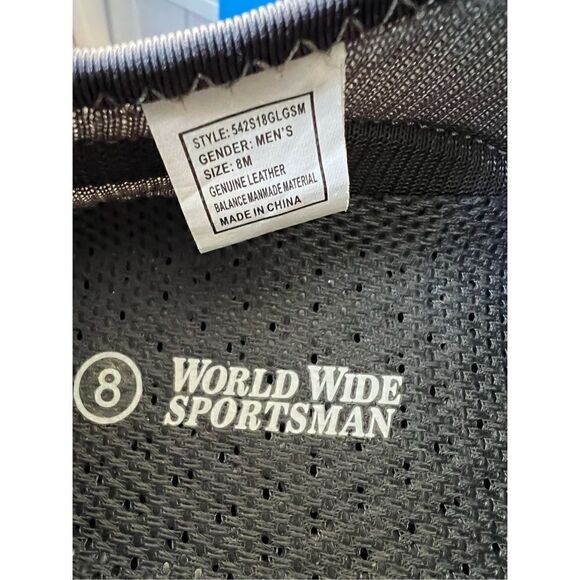 STYLE: 542S18GLGSM
GENDER: MEN'S
SIZE: 8M
GENUINE LEATHER
BALANCE MANMADE MATERIAL
MADE IN CHINA
8
WORLD WIDE
SPORTSMAN